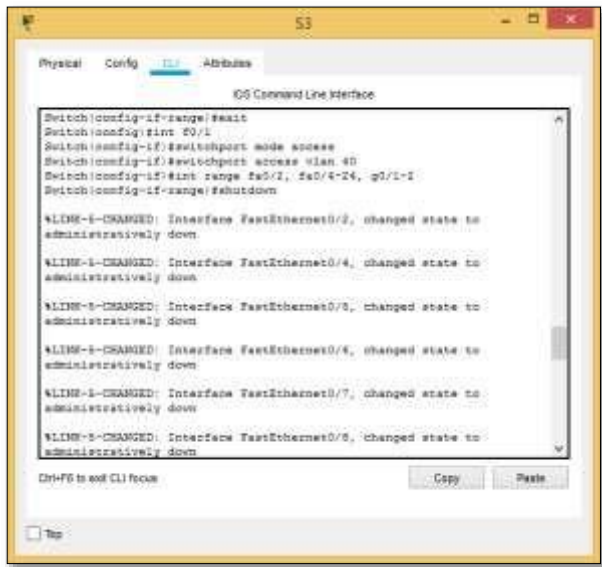 S3
Physical Config CLI Attributes
IOS Command Line Interface
Switch(config-if-range)#exit
Switch(config)#int f0/1
Switch(config-if)#switchport mode access
Switch(config-if)#switchport access vlan 40
Switch(config-if)#int range fa0/2, fa0/4-24, g0/1-2
Switch(config-if-range)#shutdown
%LINK-5-CHANGED: Interface FastEthernet0/2, changed state to
administratively down
%LINK-5-CHANGED: Interface FastEthernet0/4, changed state to
administratively down
%LINK-5-CHANGED: Interface FastEthernet0/5, changed state to
administratively down
%LINK-5-CHANGED: Interface FastEthernet0/6, changed state to
administratively down
%LINK-5-CHANGED: Interface FastEthernet0/7, changed state to
administratively down
%LINK-5-CHANGED: Interface FastEthernet0/8, changed state to
administratively down
Ctrl+F6 to exit CLI focus
Copy Paste
Top